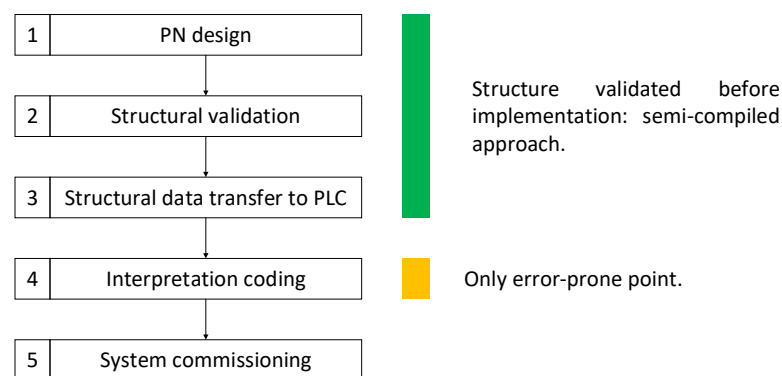 1 PN design
2 Structural validation
3 Structural data transfer to PLC
4 Interpretation coding
5 System commissioning
Structure validated before
implementation: semi-compiled
approach.
Only error-prone point.